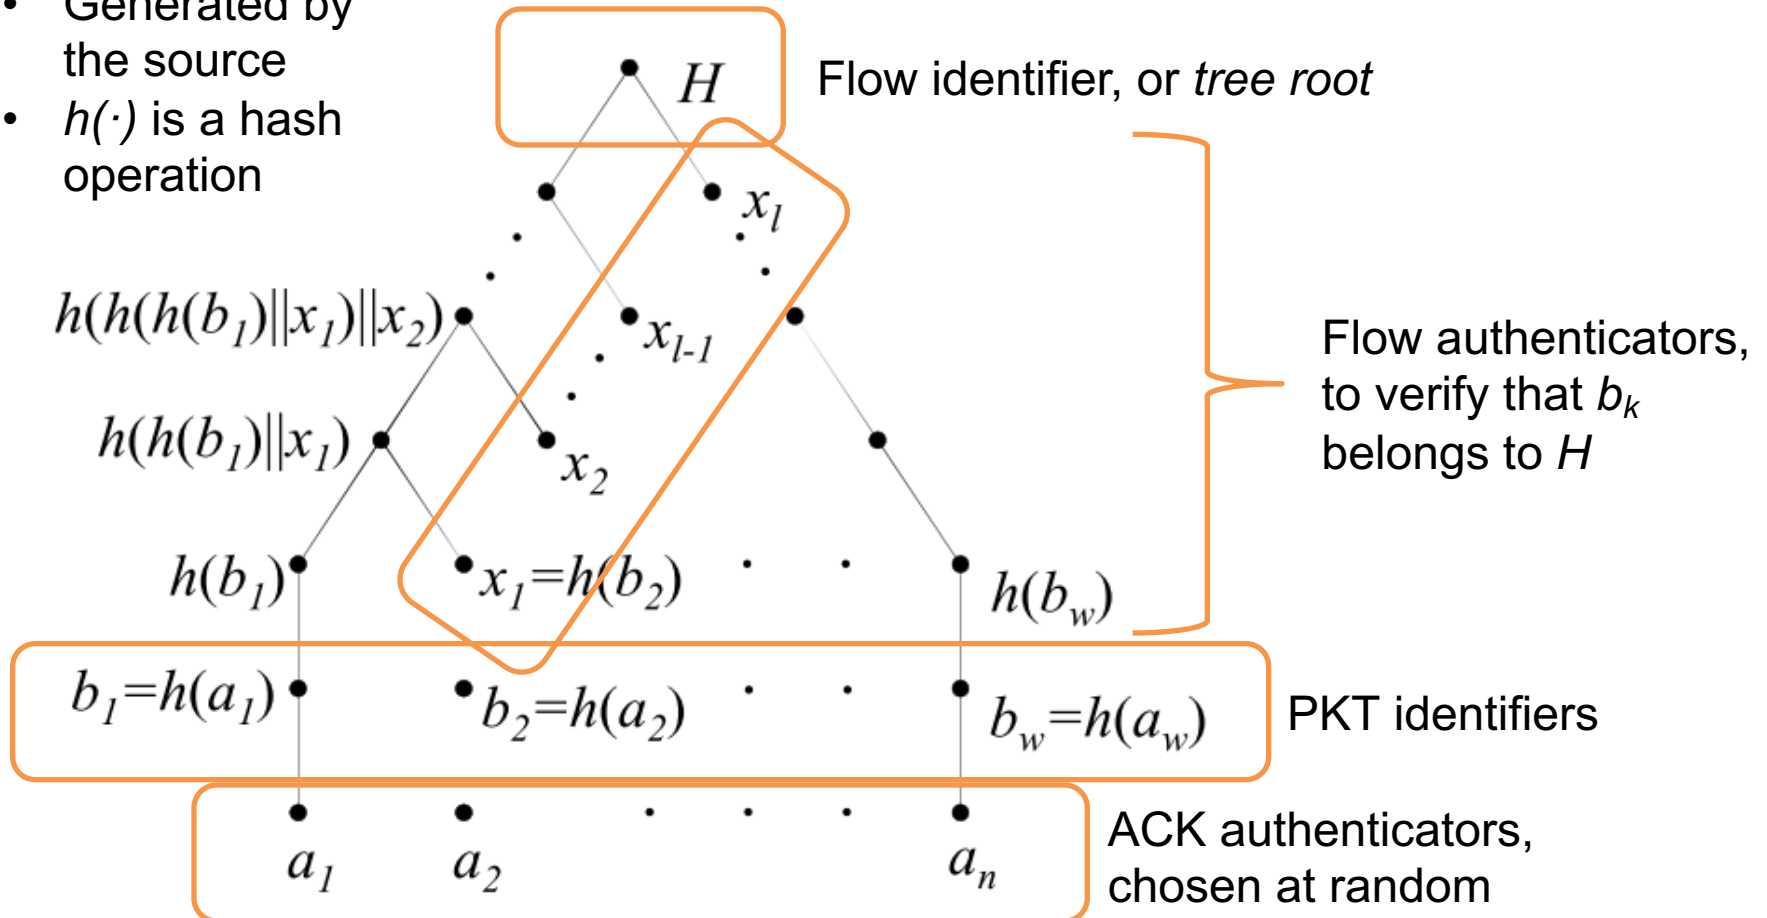 • Generated by
the source
• h(·) is a hash
operation
H
Flow identifier, or tree root
x_l
h(h(h(b_1)||x_1)||x_2)
x_{l-1}
Flow authenticators,
to verify that b_k
belongs to H
h(h(b_1)||x_1)
x_2
h(b_1)
x_1=h(b_2)
h(b_w)
b_1=h(a_1)
b_2=h(a_2)
b_w=h(a_w)
PKT identifiers
a_1
a_2
a_n
ACK authenticators,
chosen at random